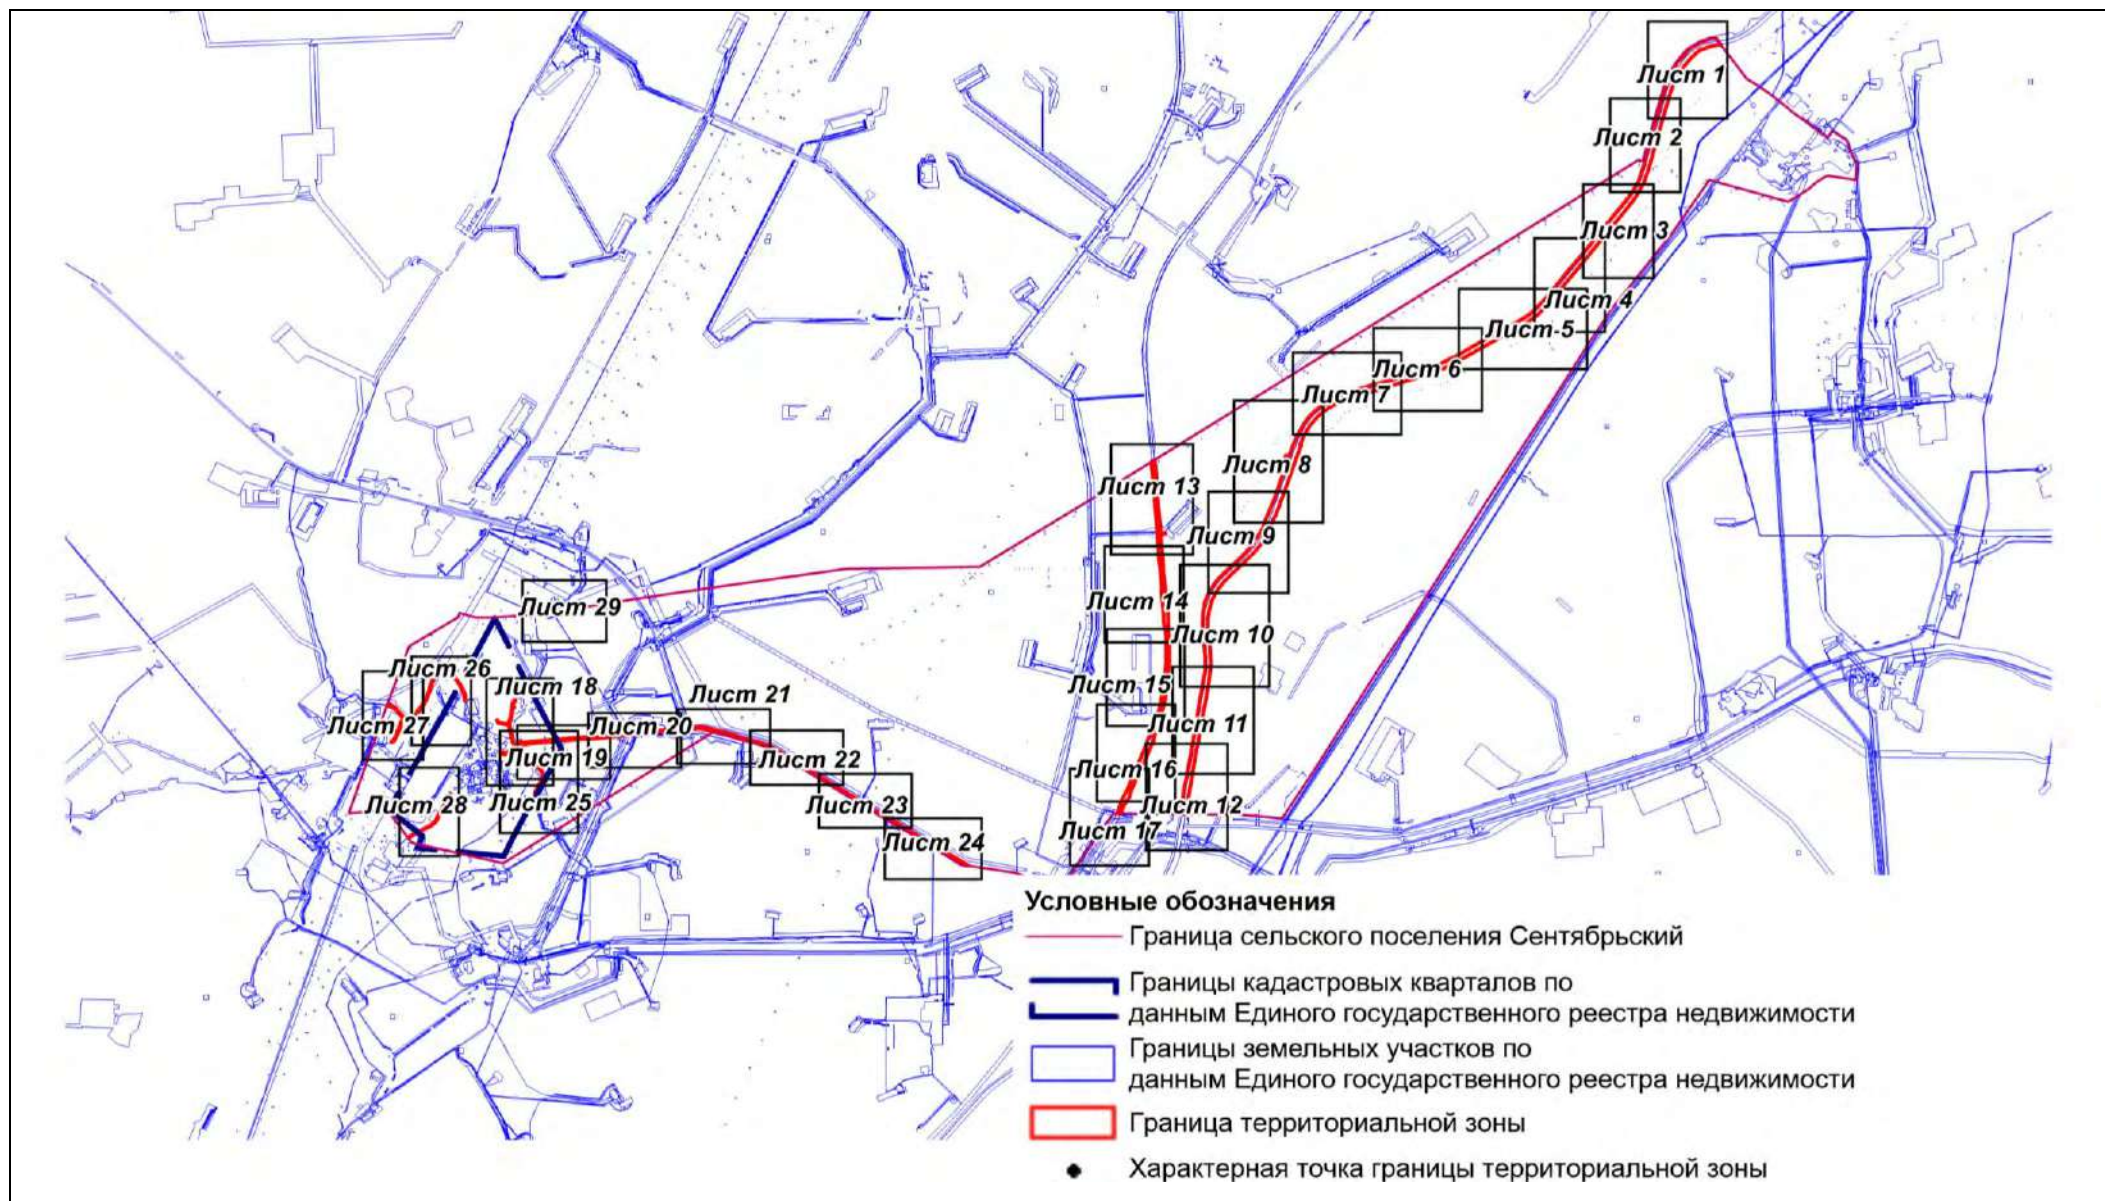 Лист 1
Лист 2
Лист 3
Лист 4
Лист 5
Лист 6
Лист 7
Лист 8
Лист 13
Лист 9
Лист 14
Лист 29
Лист 10
Лист 26
Лист 18
Лист 21
Лист 15
Лист 27
Лист 20
Лист 11
Лист 19
Лист 22
Лист 16
Лист 28
Лист 25
Лист 23
Лист 12
Лист 17
Лист 24
Условные обозначения
Граница сельского поселения Сентябрьский
Границы кадастровых кварталов по
данным Единого государственного реестра недвижимости
Границы земельных участков по
данным Единого государственного реестра недвижимости
Граница территориальной зоны
Характерная точка границы территориальной зоны